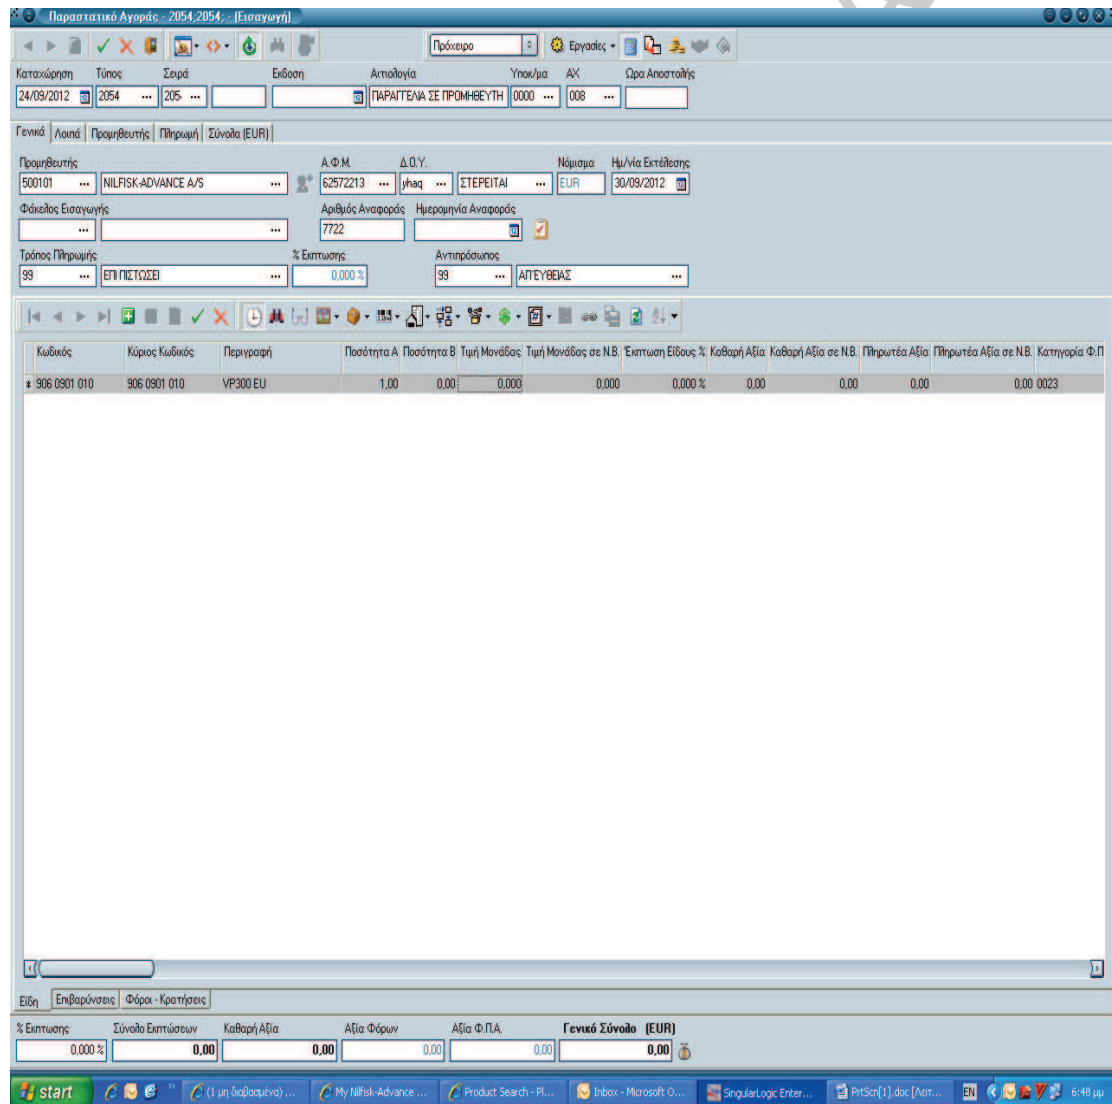 Παραστατικό Αγοράς - 2054;2054; - (Εισαγωγή)
Πρόχειρο Εργασίες
Καταχώρηση Τύπος Σειρά Εκδοση Αιτιολογία Υποκ/μα ΑΧ Ωρα Αποστολής
24/09/2012 2054 ... 205· ... ΠΑΡΑΓΓΕΛΙΑ ΣΕ ΠΡΟΜΗΘΕΥΤΗ 0000 ... 008 ...
Γενικά Λοιπά Προμηθευτής Πληρωμή Σύνολα (EUR)
Προμηθευτής Α.Φ.Μ. Δ.Ο.Υ. Νόμισμα Ημ/νία Εκτέλεσης
500101 ... NILFISK-ADVANCE A/S ... 62572213 ... yhaq ... ΣΤΕΡΕΙΤΑΙ ... EUR 30/09/2012
Φάκελος Εισαγωγής Αριθμός Αναφοράς Ημερομηνία Αναφοράς
... ... 7722
Τρόπος Πληρωμής % Εκπτωσης Αντιπρόσωπος
99 ... ΕΠΙ ΠΙΣΤΩΣΕΙ ... 0,000 % 99 ... ΑΠ'ΕΥΘΕΙΑΣ ...
Κωδικός Κύριος Κωδικός Περιγραφή Ποσότητα Α Ποσότητα Β Τιμή Μονάδας Τιμή Μονάδας σε Ν.Β. Έκπτωση Είδους % Καθαρή Αξία Καθαρή Αξία σε Ν.Β. Πληρωτέα Αξία Πληρωτέα Αξία σε Ν.Β. Κατηγορία Φ.Π
* 906 0901 010 906 0901 010 VP300 EU 1,00 0,00 0,000 0,000 0,000 % 0,00 0,00 0,00 0,00 0023
Είδη Επιβαρύνσεις Φόροι - Κρατήσεις
% Εκπτωσης Σύνολο Εκπτώσεων Καθαρή Αξία Αξία Φόρων Αξία Φ.Π.Α. Γενικό Σύνολο (EUR)
0,000 % 0,00 0,00 0,00 0,00 0,00
start (1 μη διαβασμένο) ... My Nilfisk-Advance ... Product Search - Pl... Inbox - Microsoft O... SingularLogic Enter... PrtScn[1].doc [Λειτ... EN 6:48 μμ